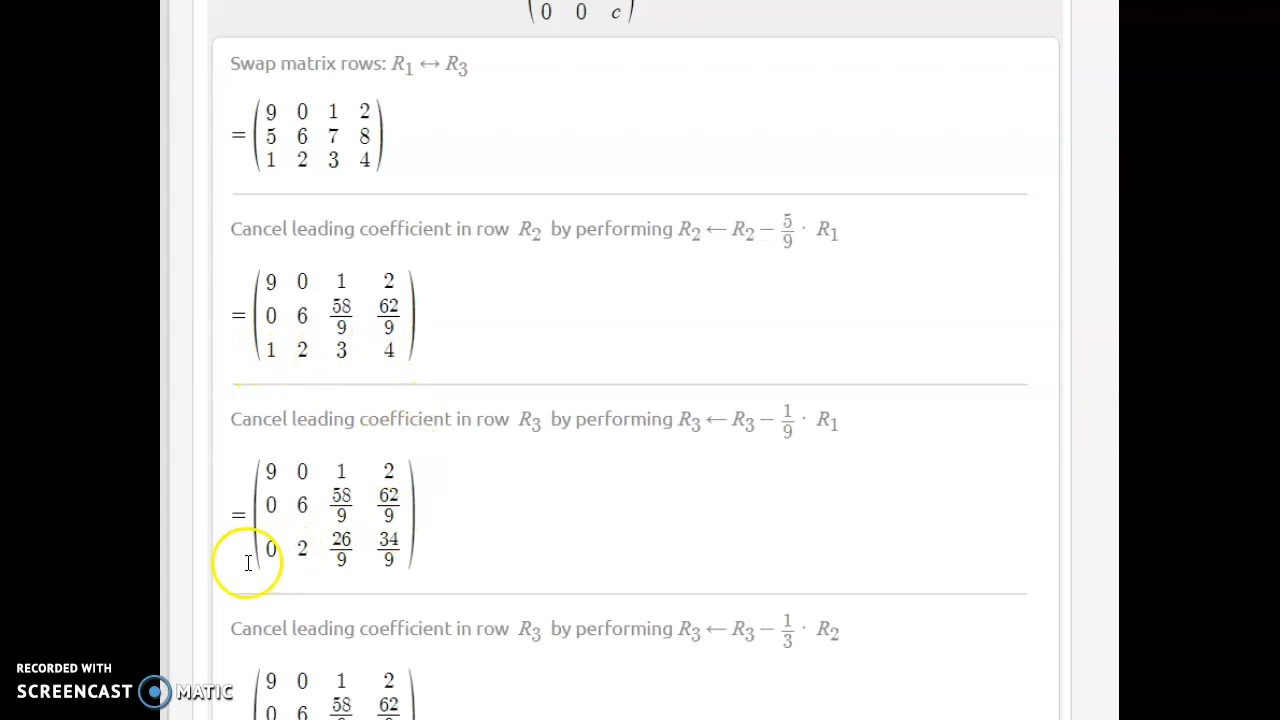 0 0 c
Swap matrix rows: R1 ↔ R3
= ( 9 0 1 2
5 6 7 8
1 2 3 4 )
Cancel leading coefficient in row R2 by performing R2 ← R2 − 5/9 · R1
= ( 9 0 1 2
0 6 58/9 62/9
1 2 3 4 )
Cancel leading coefficient in row R3 by performing R3 ← R3 − 1/9 · R1
= ( 9 0 1 2
0 6 58/9 62/9
0 2 26/9 34/9 )
Cancel leading coefficient in row R3 by performing R3 ← R3 − 1/3 · R2
9 0 1 2
0 6 58 62
RECORDED WITH
SCREENCAST MATIC